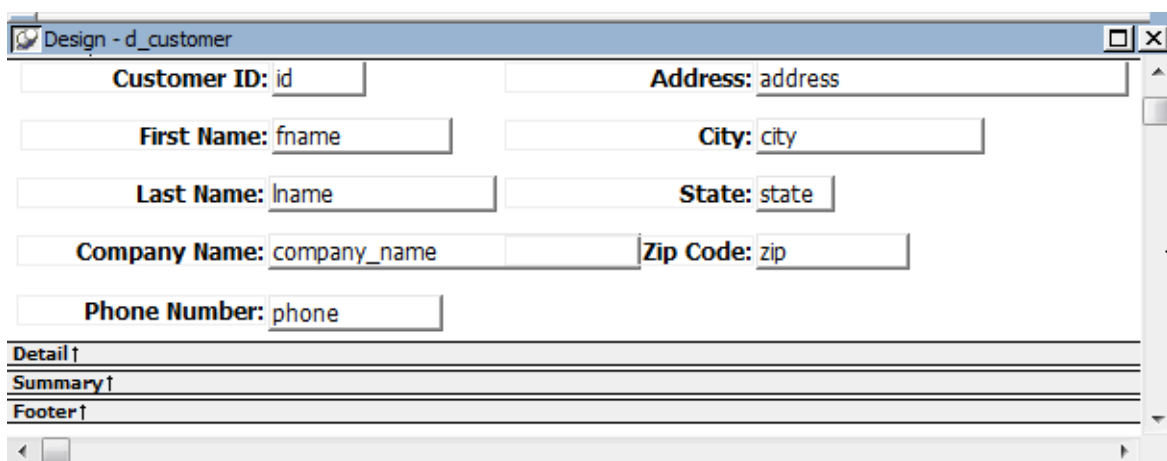 Design - d_customer
Customer ID: id Address: address
First Name: fname City: city
Last Name: lname State: state
Company Name: company_name Zip Code: zip
Phone Number: phone
Detail↑
Summary↑
Footer↑